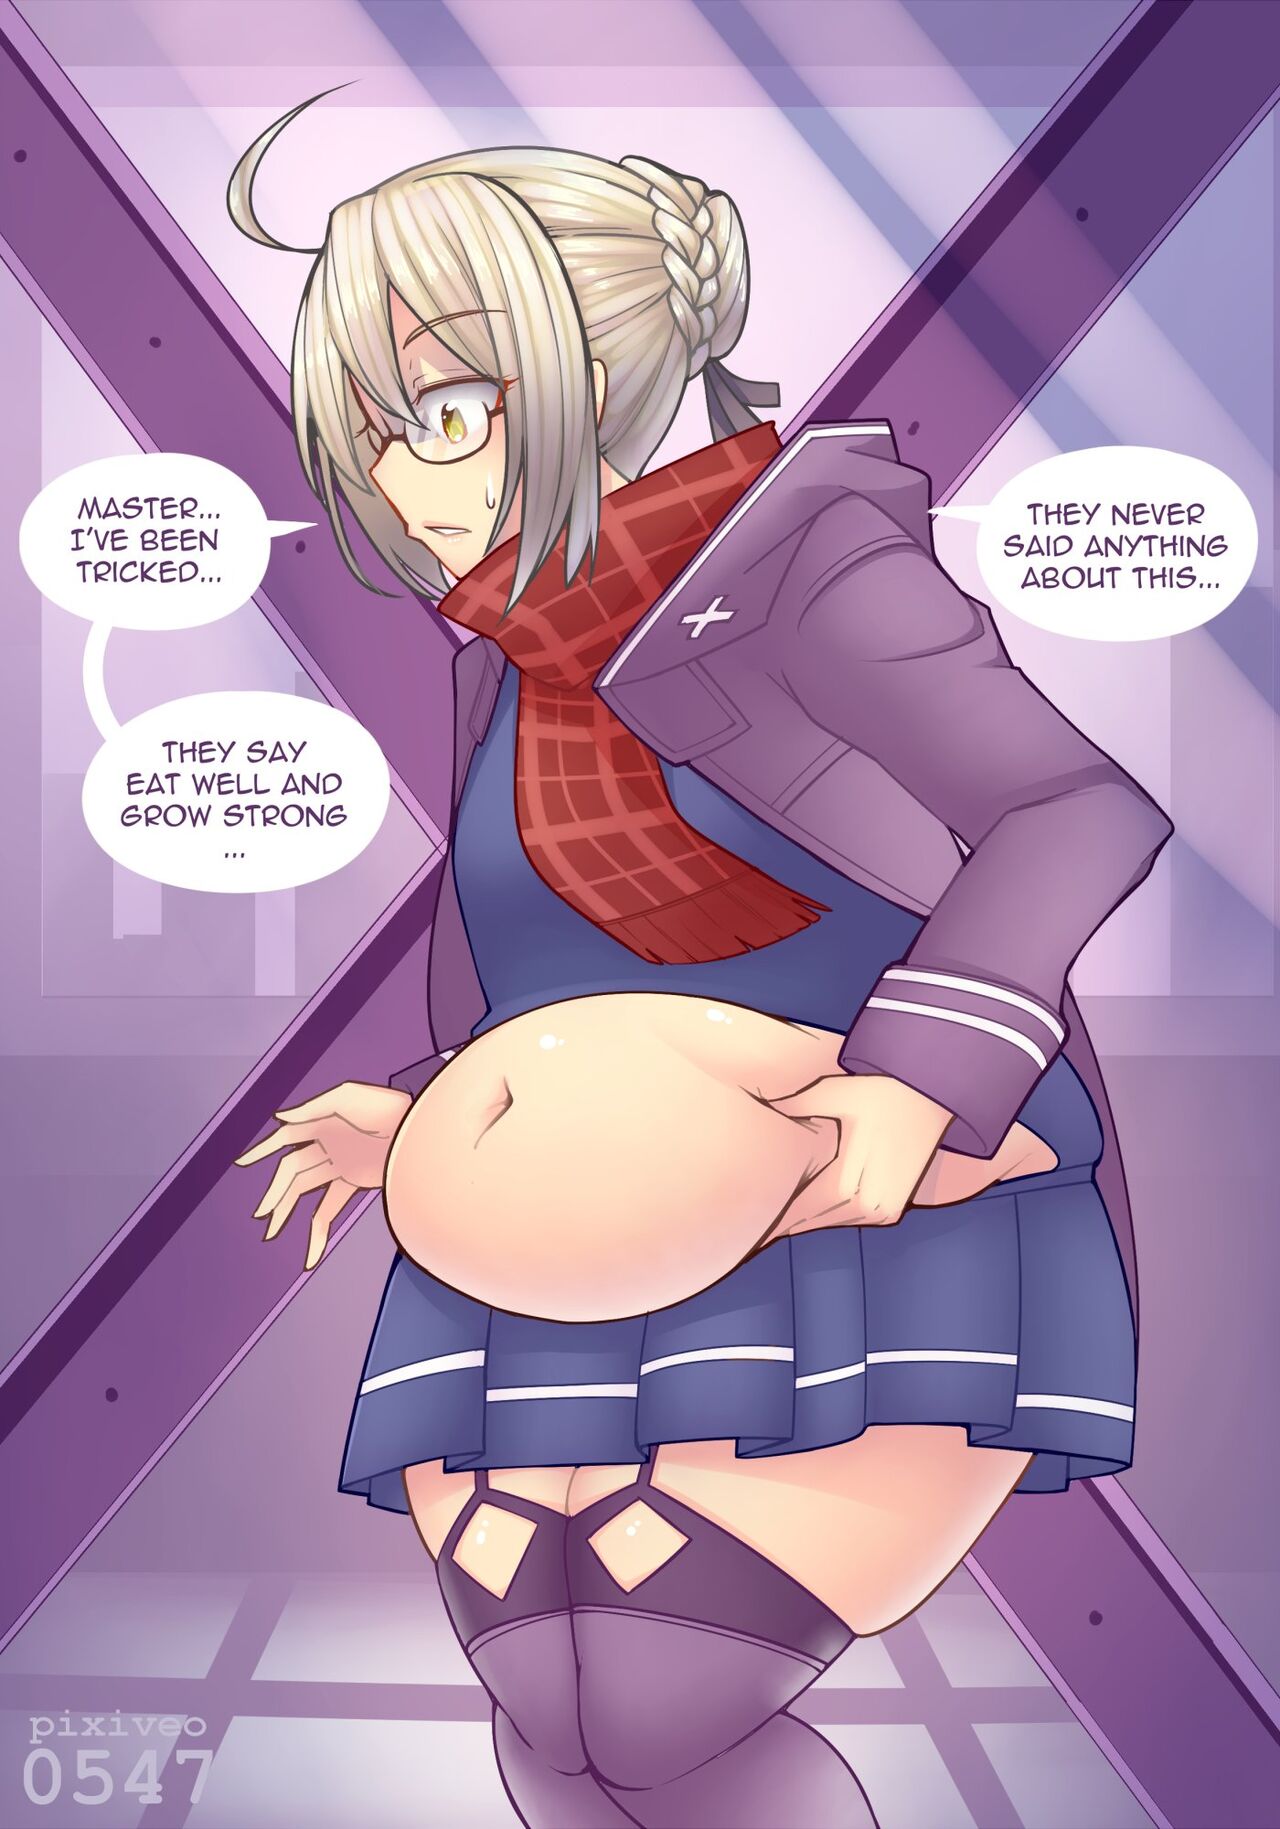 MASTER...
I'VE BEEN
TRICKED...
THEY SAY
EAT WELL AND
GROW STRONG
...
THEY NEVER
SAID ANYTHING
ABOUT THIS...
pixiveo
0547